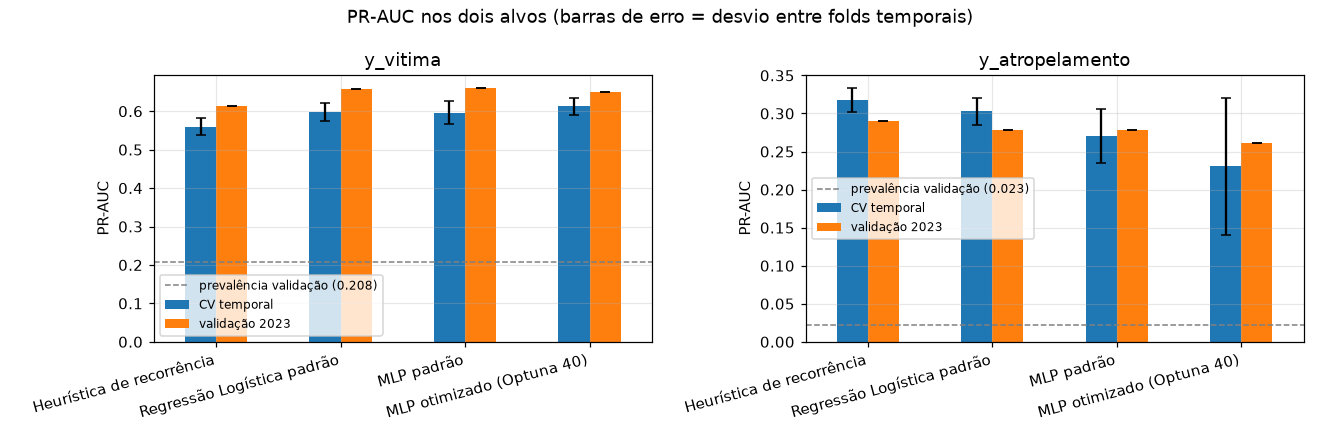 PR-AUC nos dois alvos (barras de erro = desvio entre folds temporais)
y_vitima
PR-AUC
0.6
0.5
0.4
0.3
0.2
0.1
0.0
prevalência validação (0.208)
CV temporal
validação 2023
Heurística de recorrência
Regressão Logística padrão
MLP padrão
MLP otimizado (Optuna 40)
y_atropelamento
PR-AUC
0.35
0.30
0.25
0.20
0.15
0.10
0.05
0.00
prevalência validação (0.023)
CV temporal
validação 2023
Heurística de recorrência
Regressão Logística padrão
MLP padrão
MLP otimizado (Optuna 40)